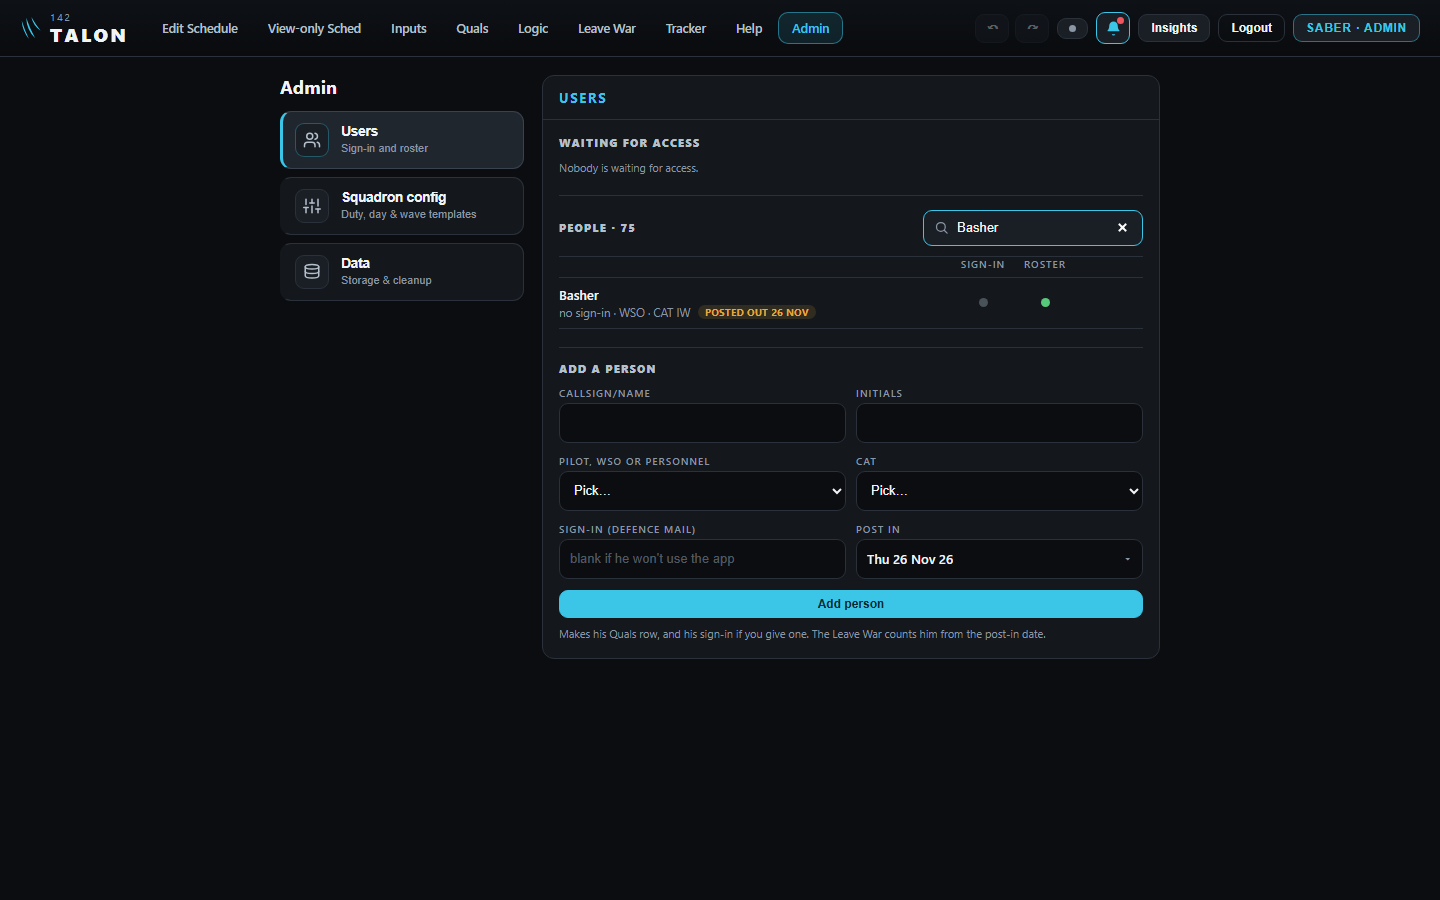 142
TALON
Edit Schedule
View-only Sched
Inputs
Quals
Logic
Leave War
Tracker
Help
Admin
Insights
Logout
SABER · ADMIN
Admin
Users
Sign-in and roster
Squadron config
Duty, day & wave templates
Data
Storage & cleanup
USERS
WAITING FOR ACCESS
Nobody is waiting for access.
PEOPLE · 75
Basher
SIGN-IN
ROSTER
Basher
no sign-in · WSO · CAT IW
POSTED OUT 26 NOV
ADD A PERSON
CALLSIGN/NAME
INITIALS
PILOT, WSO OR PERSONNEL
CAT
Pick...
Pick...
SIGN-IN (DEFENCE MAIL)
POST IN
blank if he won't use the app
Thu 26 Nov 26
Add person
Makes his Quals row, and his sign-in if you give one. The Leave War counts him from the post-in date.